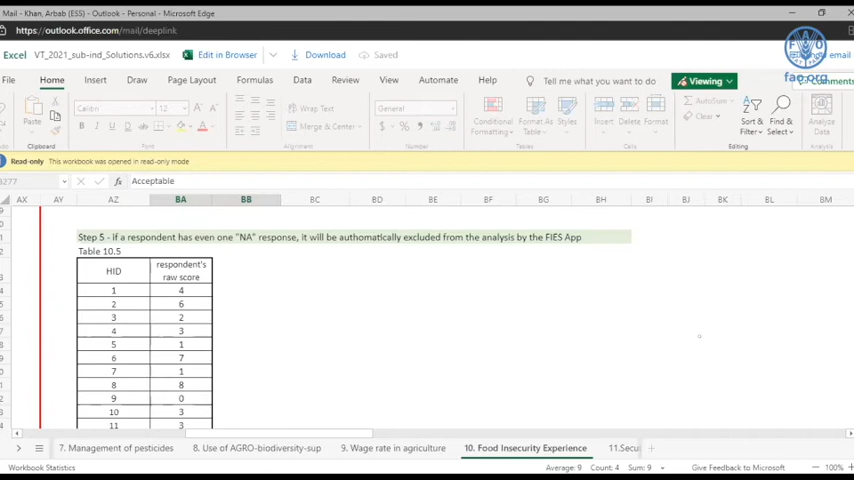 Mail - Khan, Arbab (ESS) - Outlook - Personal - Microsoft Edge
https://outlook.office.com/mail/deeplink
Excel VT_2021_sub-ind_Solutions.v6.xlsx Edit in Browser Download Saved email
FAO
fao.org
File Home Insert Draw Page Layout Formulas Data Review View Automate Help Tell me what you want to do Viewing Comments
Paste Calibri 12 A A Wrap Text General Conditional Formatting Format As Table Styles Insert Delete Format AutoSum Clear Sort & Filter Find & Select Analyze Data
B U ab A Merge & Center $ % 9
Clipboard Font Alignment Number Tables Cells Editing Analysis
Read-only This workbook was opened in read-only mode
B277 fx Acceptable
AX AY AZ BA BB BC BD BE BF BG BH BI BJ BK BL BM
Step 5 - if a respondent has even one "NA" response, it will be authomatically excluded from the analysis by the FIES App
Table 10.5
HID respondent's raw score
1 4
2 6
3 2
4 3
5 1
6 7
7 1
8 8
9 0
10 3
11 3
7. Management of pesticides 8. Use of AGRO-biodiversity-sup 9. Wage rate in agriculture 10. Food Insecurity Experience 11.Secu
Workbook Statistics Average: 9 Count: 4 Sum: 9 Give Feedback to Microsoft 100%